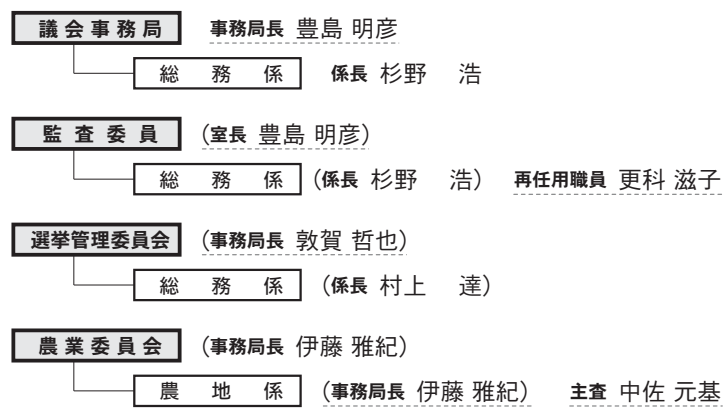 議会事務局 事務局長 豊島 明彦
総務係 係長 杉野 浩
監査委員 （室長 豊島 明彦）
総務係 （係長 杉野 浩） 再任用職員 更科 滋子
選挙管理委員会 （事務局長 敦賀 哲也）
総務係 （係長 村上 達）
農業委員会 （事務局長 伊藤 雅紀）
農地係 （事務局長 伊藤 雅紀） 主査 中佐 元基